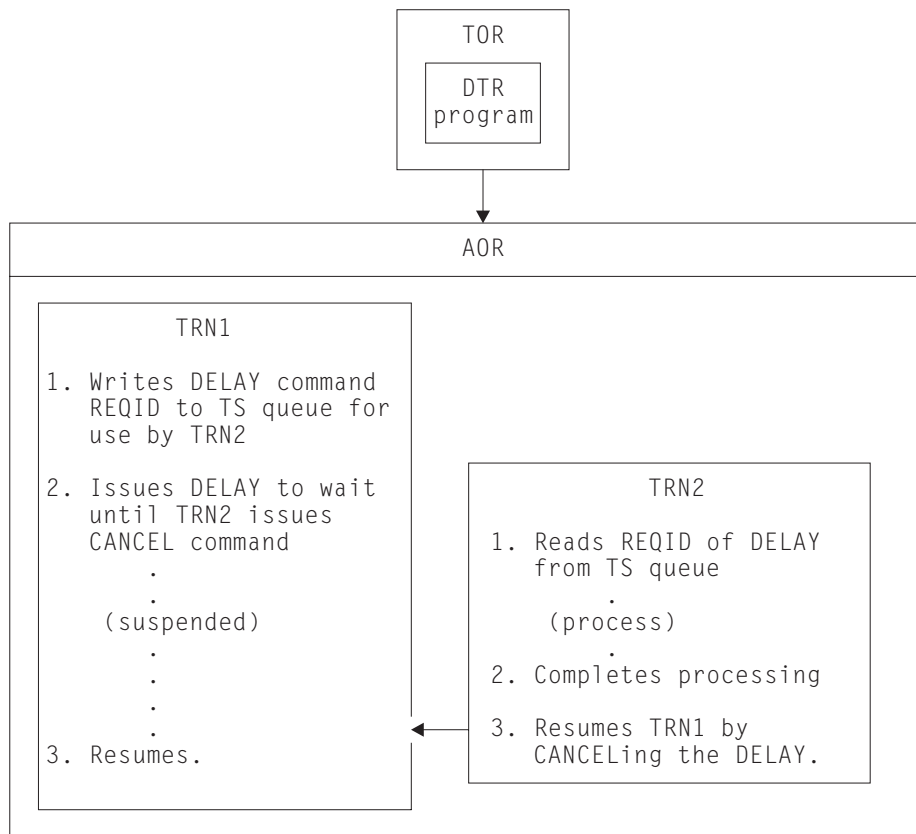 TOR
DTR
program
AOR
TRN1
1. Writes DELAY command
REQID to TS queue for
use by TRN2
2. Issues DELAY to wait
until TRN2 issues
CANCEL command
.
.
(suspended)
.
.
.
.
3. Resumes.
TRN2
1. Reads REQID of DELAY
from TS queue
.
(process)
.
2. Completes processing
3. Resumes TRN1 by
CANCELing the DELAY.